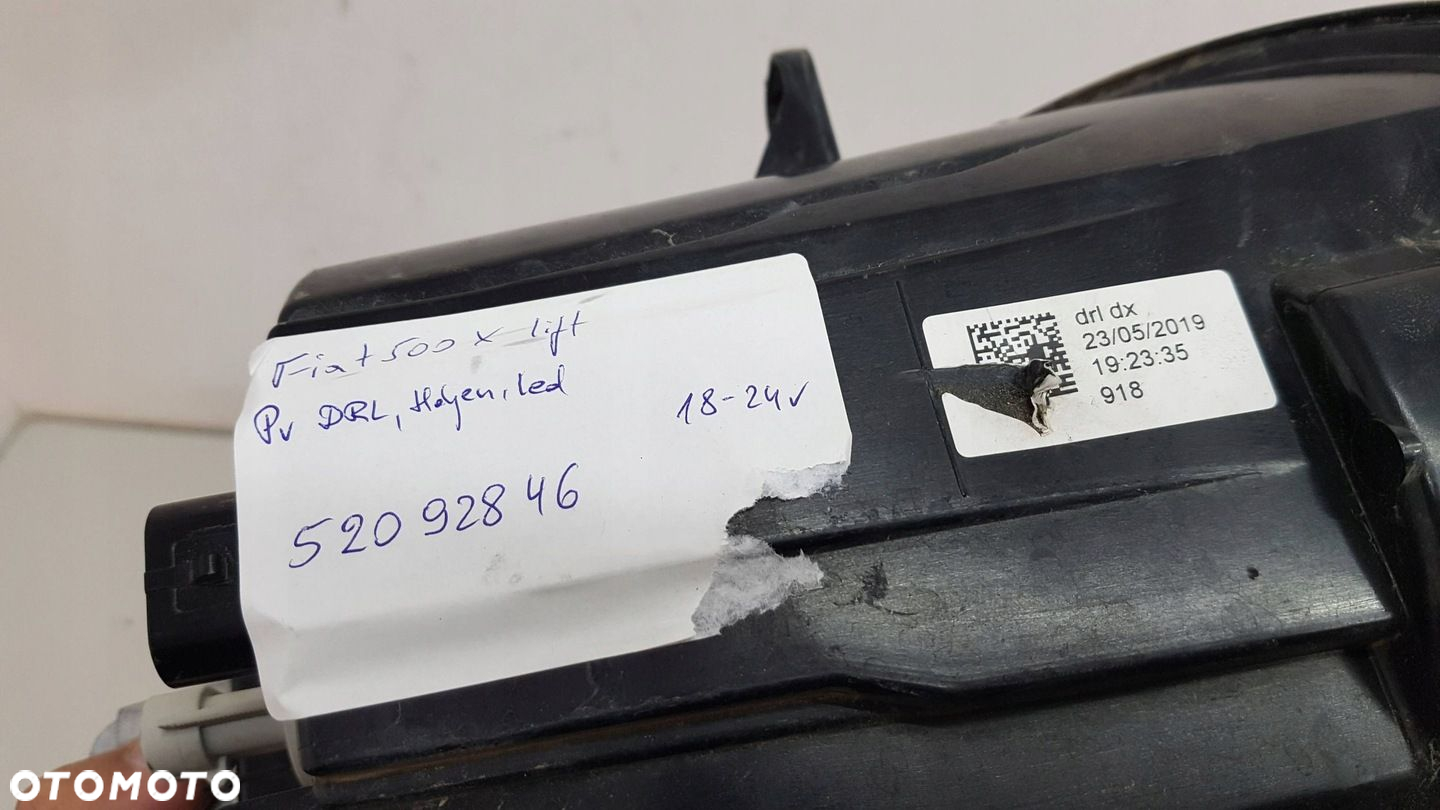 Fiat 500 x lift
Pv DRL, Halogen, led
18-24r
52092846
drl dx
23/05/2019
19:23:35
918
OTOMOTO